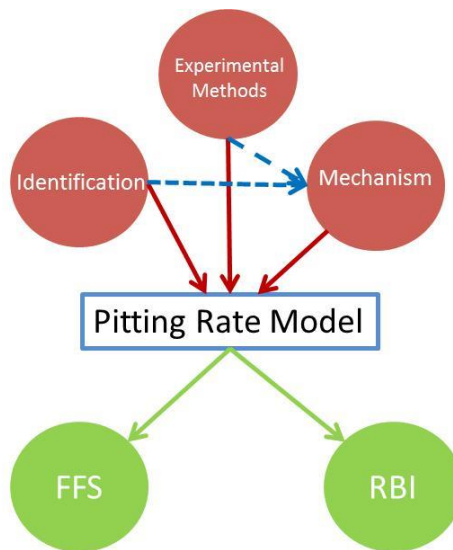 Experimental
Methods
Identification
Mechanism
Pitting Rate Model
FFS
RBI